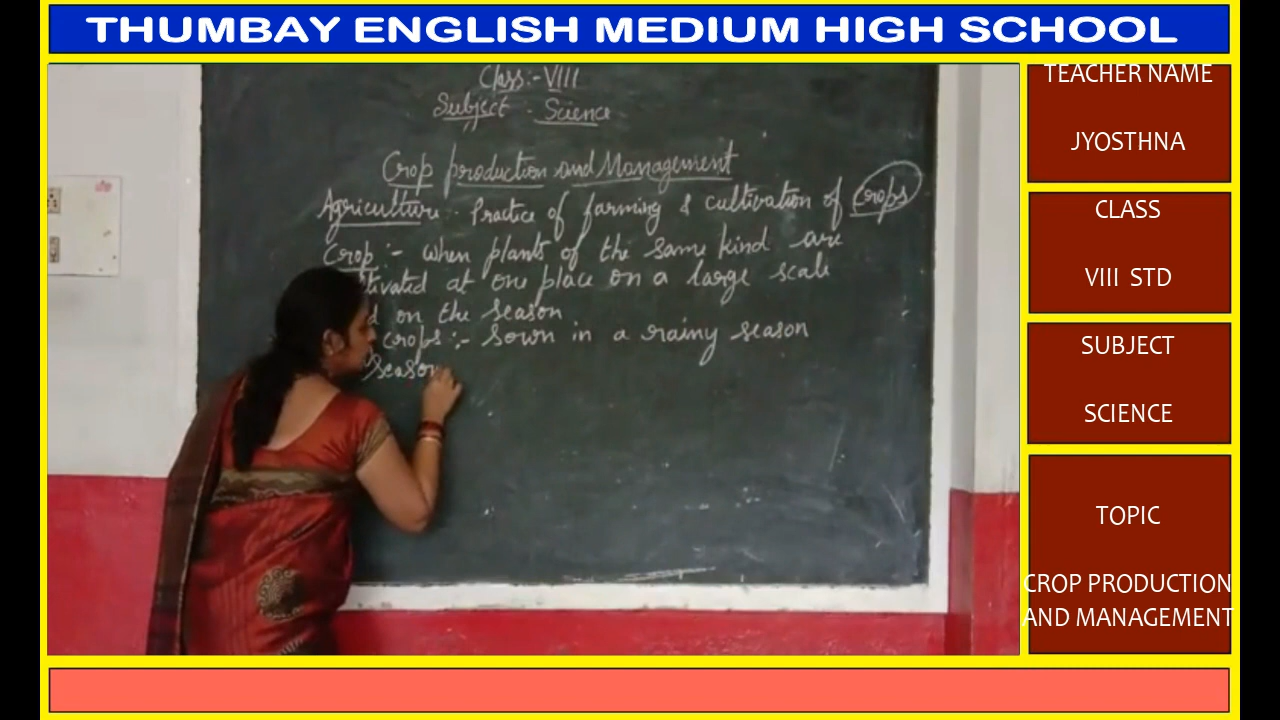 THUMBAY ENGLISH MEDIUM HIGH SCHOOL
Class:- VIII
Subject - Science
Crop production and Management
Agriculture - Practice of farming & cultivation of crops
Crop :- when plants of the same kind are
tivated at one place on a large scale
d on the season
crops :- Sown in a rainy season
season
TEACHER NAME
JYOSTHNA
CLASS
VIII STD
SUBJECT
SCIENCE
TOPIC
CROP PRODUCTION
AND MANAGEMENT